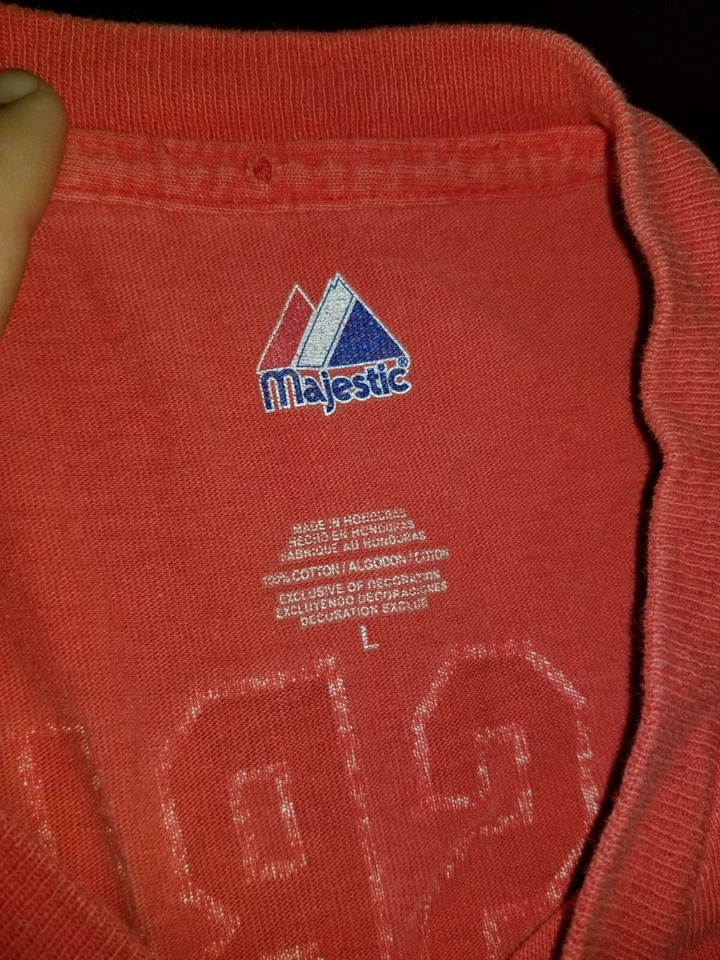 Majestic®
MADE IN HONDURAS
HECHO EN HONDURAS
FABRIQUE AU HONDURAS
100% COTTON / ALGODON / COTON
EXCLUSIVE OF DECORATION
EXCLUYENDO DECORACIONES
DECORATION EXCLUE
L